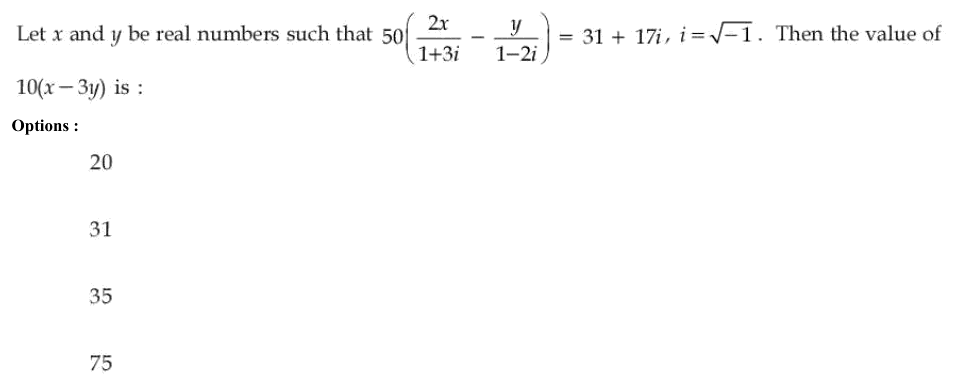 Let x and y be real numbers such that 50(2x/1+3i − y/1−2i) = 31 + 17i, i=√−1. Then the value of
10(x−3y) is :
Options :
20
31
35
75